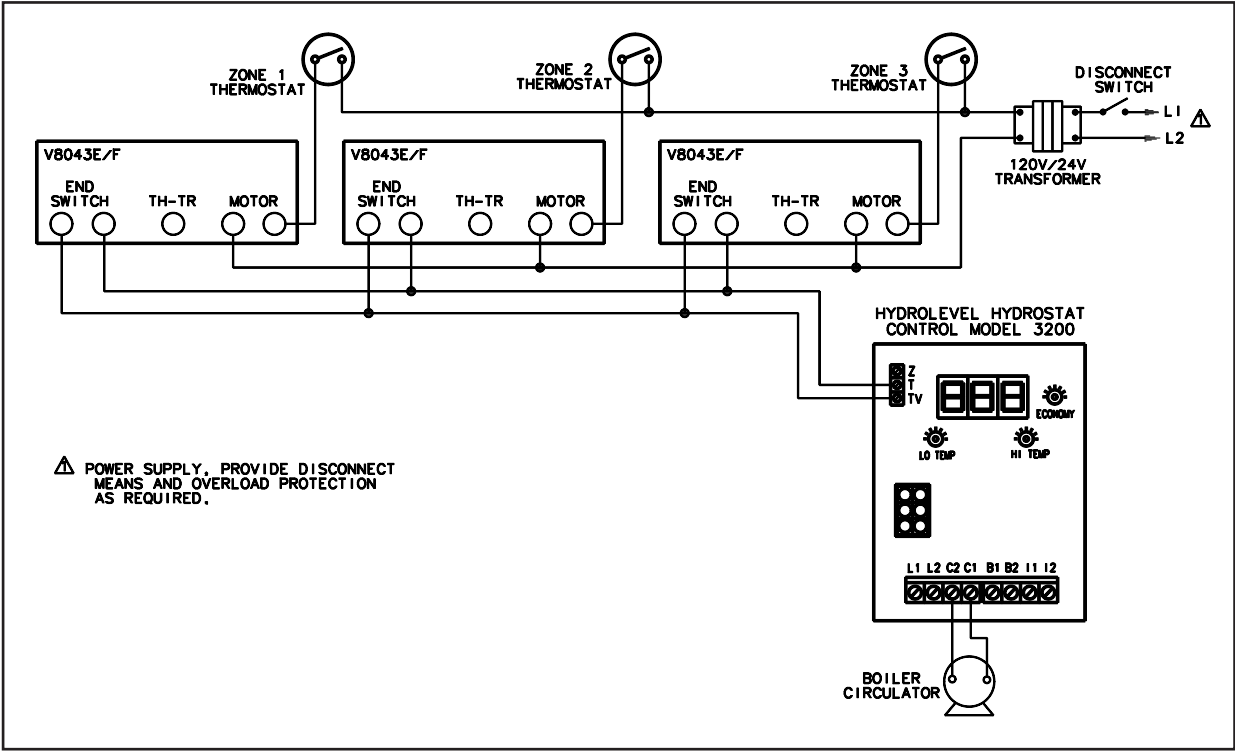 ZONE 1
THERMOSTAT
ZONE 2
THERMOSTAT
ZONE 3
THERMOSTAT
DISCONNECT
SWITCH
L1
1
L2
120V/24V
TRANSFORMER
V8043E/F
END
SWITCH
TH-TR
MOTOR
V8043E/F
END
SWITCH
TH-TR
MOTOR
V8043E/F
END
SWITCH
TH-TR
MOTOR
HYDROLEVEL HYDROSTAT
CONTROL MODEL 3200
Z
T
TV
888
ECONOMY
LO TEMP
HI TEMP
L1 L2 C2 C1 B1 B2 I1 I2
BOILER
CIRCULATOR
1 POWER SUPPLY, PROVIDE DISCONNECT
MEANS AND OVERLOAD PROTECTION
AS REQUIRED.